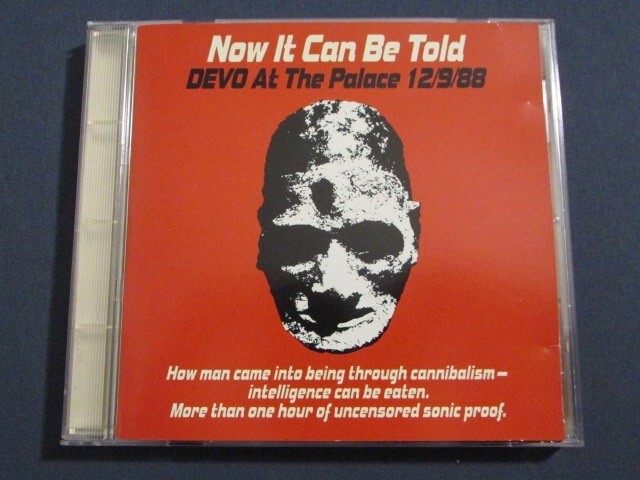 Now It Can Be Told
DEVO At The Palace 12/9/88
How man came into being through cannibalism—
intelligence can be eaten.
More than one hour of uncensored sonic proof.